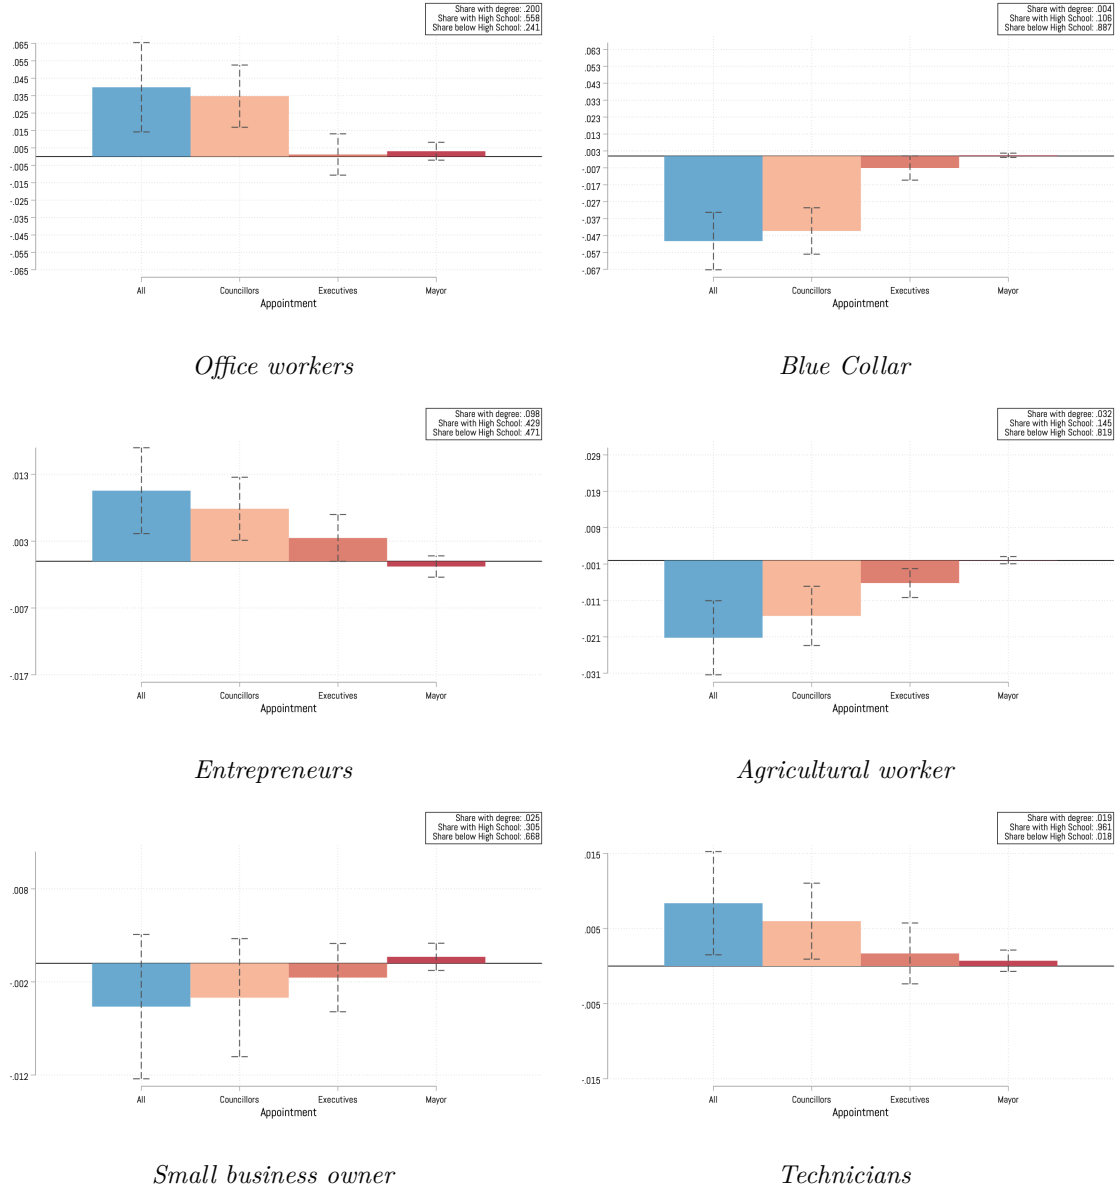 Share with degree: .200
Share with High School: .558
Share below High School: .241
.065
.055
.045
.035
.025
.015
.005
-.005
-.015
-.025
-.035
-.045
-.055
-.065
All Councillors Executives Mayor
Appointment
Office workers
Share with degree: .004
Share with High School: .106
Share below High School: .887
.063
.053
.043
.033
.023
.013
.003
-.007
-.017
-.027
-.037
-.047
-.057
-.067
All Councillors Executives Mayor
Appointment
Blue Collar
Share with degree: .098
Share with High School: .429
Share below High School: .471
.013
.003
-.007
-.017
All Councillors Executives Mayor
Appointment
Entrepreneurs
Share with degree: .032
Share with High School: .145
Share below High School: .819
.029
.019
.009
-.001
-.011
-.021
-.031
All Councillors Executives Mayor
Appointment
Agricultural worker
Share with degree: .025
Share with High School: .305
Share below High School: .668
.008
-.002
-.012
All Councillors Executives Mayor
Appointment
Small business owner
Share with degree: .019
Share with High School: .961
Share below High School: .018
.015
.005
-.005
-.015
All Councillors Executives Mayor
Appointment
Technicians